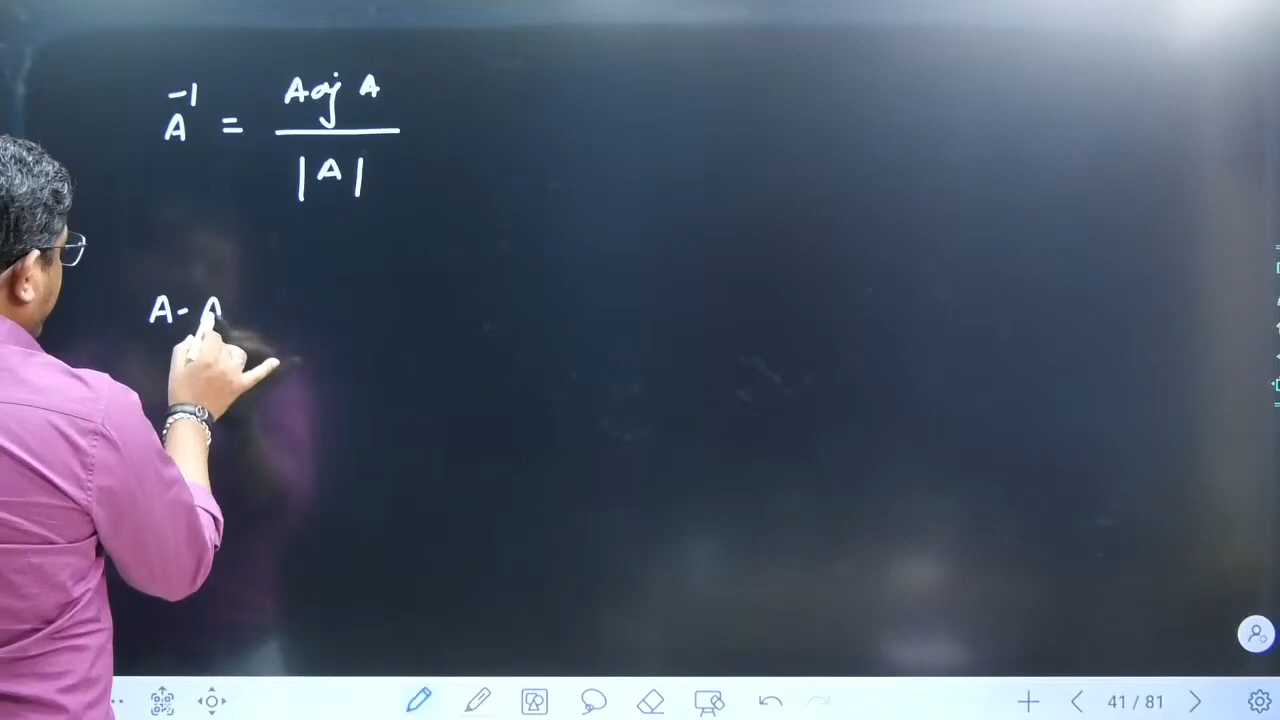 A⁻¹ = Adj A / |A|
A - A
41 / 81